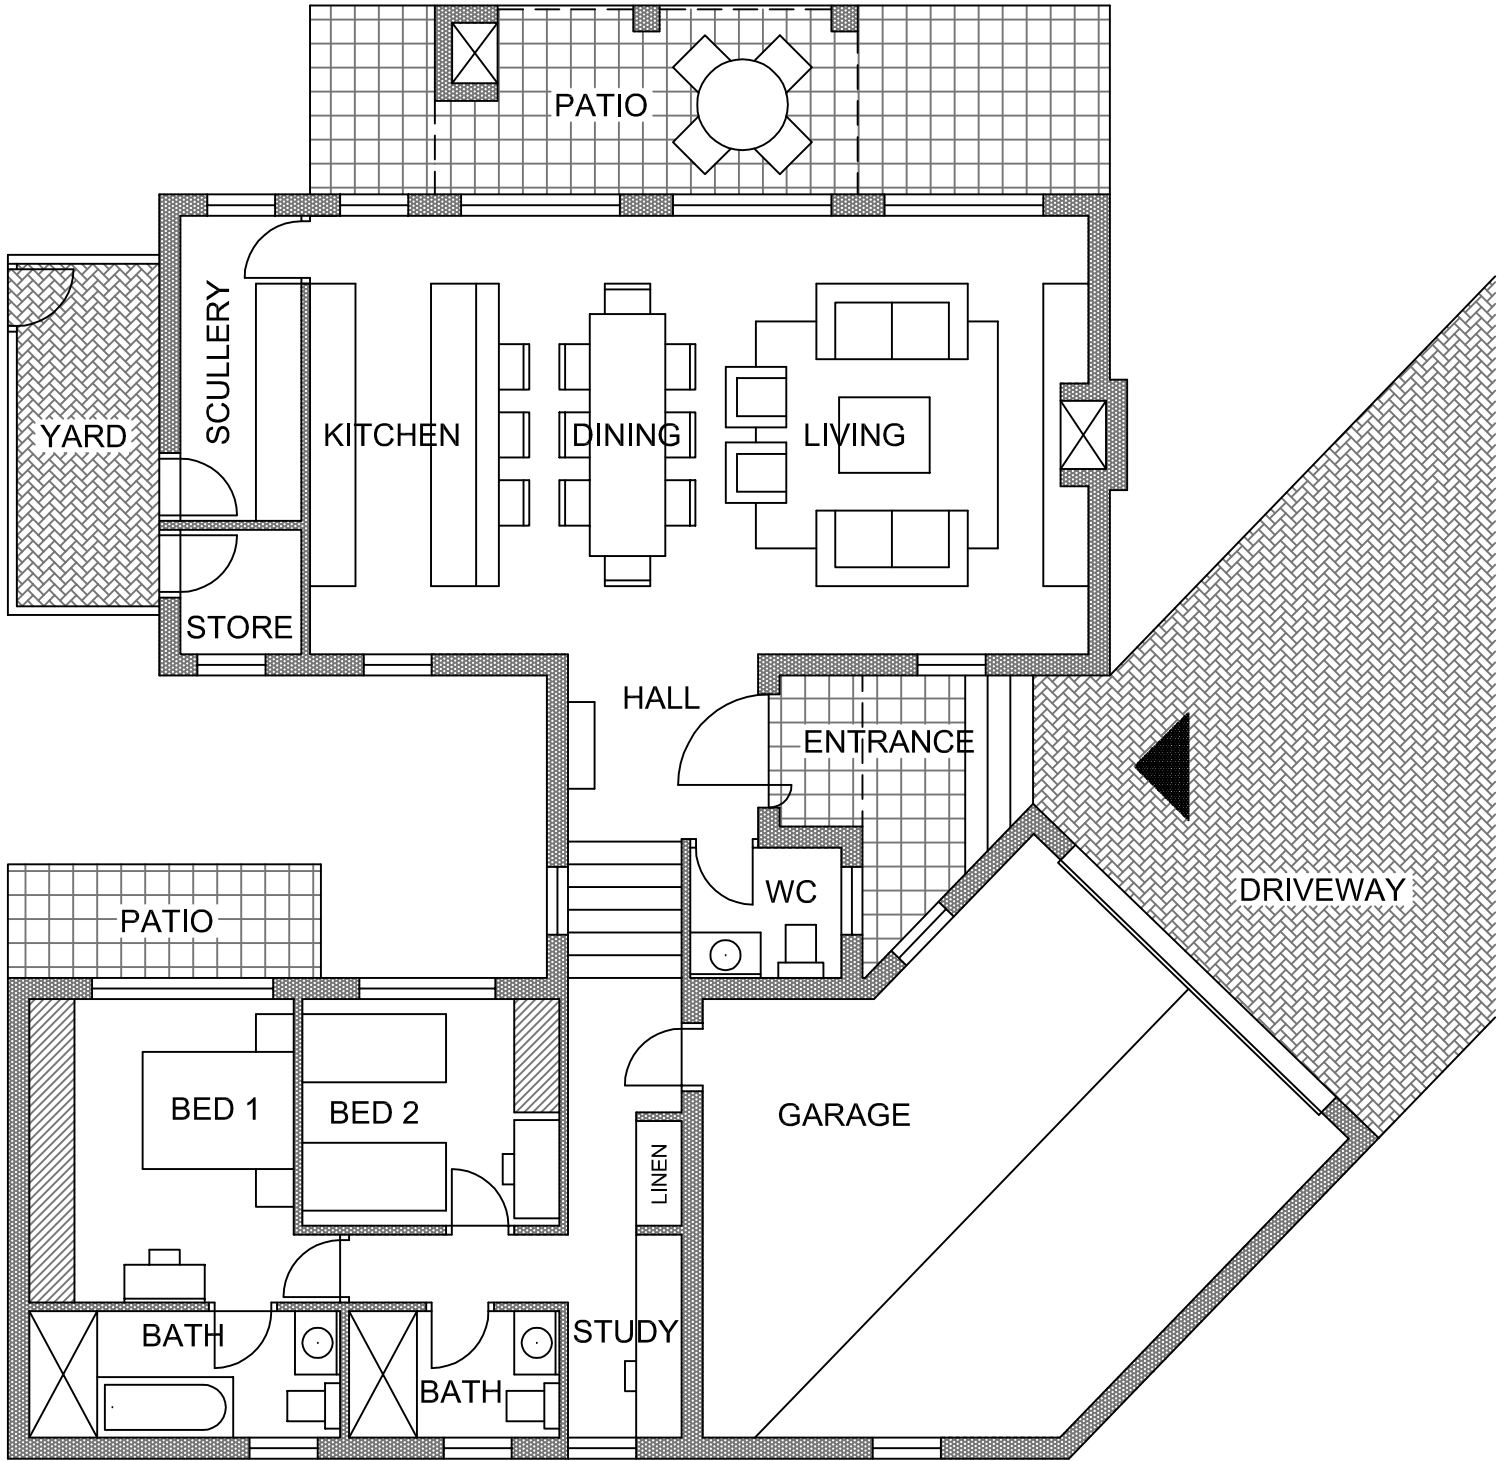 PATIO
SCULLERY
YARD
KITCHEN
DINING
LIVING
STORE
HALL
ENTRANCE
WC
DRIVEWAY
PATIO
BED 1
BED 2
GARAGE
LINEN
BATH
STUDY
BATH